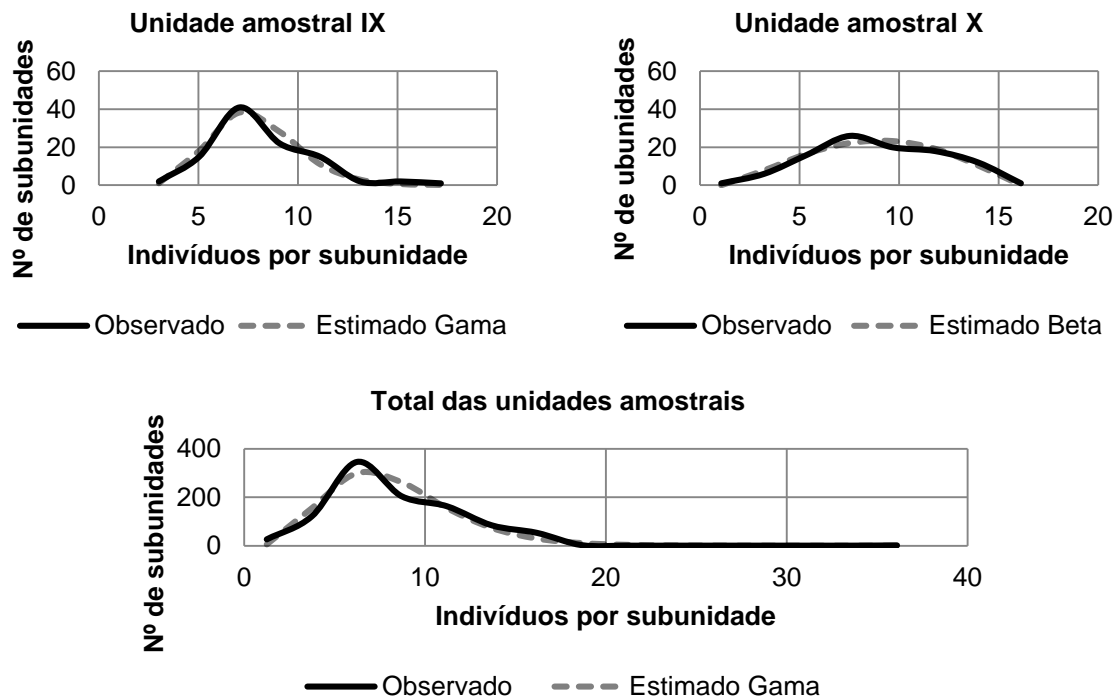 Unidade amostral IX
Nº de subunidades
60
40
20
0
0 5 10 15 20
Indivíduos por subunidade
Observado Estimado Gama
Unidade amostral X
Nº de ubunidades
60
40
20
0
0 5 10 15 20
Indivíduos por subunidade
Observado Estimado Beta
Total das unidades amostrais
Nº de subunidades
400
200
0
0 10 20 30 40
Indivíduos por subunidade
Observado Estimado Gama